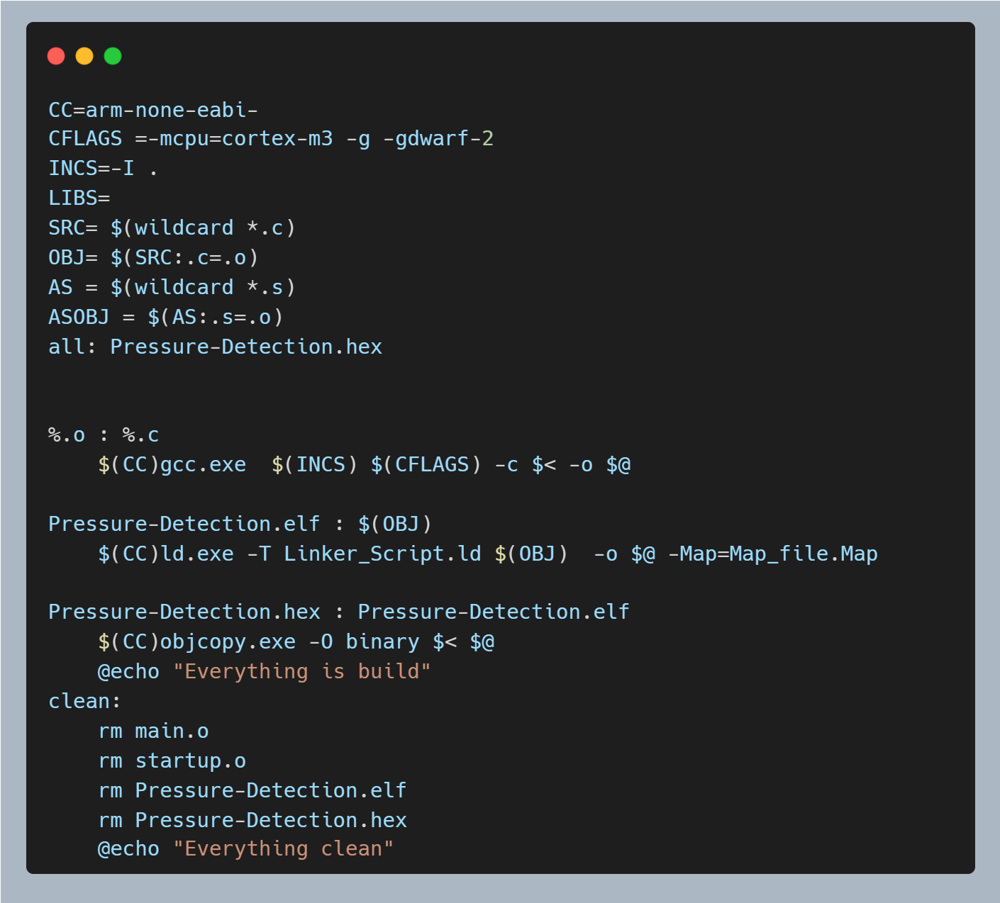 CC=arm-none-eabi-
CFLAGS =-mcpu=cortex-m3 -g -gdwarf-2
INCS=-I .
LIBS=
SRC= $(wildcard *.c)
OBJ= $(SRC:.c=.o)
AS = $(wildcard *.s)
ASOBJ = $(AS:.s=.o)
all: Pressure-Detection.hex
%.o : %.c
    $(CC)gcc.exe  $(INCS) $(CFLAGS) -c $< -o $@
Pressure-Detection.elf : $(OBJ)
    $(CC)ld.exe -T Linker_Script.ld $(OBJ)  -o $@ -Map=Map_file.Map
Pressure-Detection.hex : Pressure-Detection.elf
    $(CC)objcopy.exe -O binary $< $@
    @echo "Everything is build"
clean:
    rm main.o
    rm startup.o
    rm Pressure-Detection.elf
    rm Pressure-Detection.hex
    @echo "Everything clean"